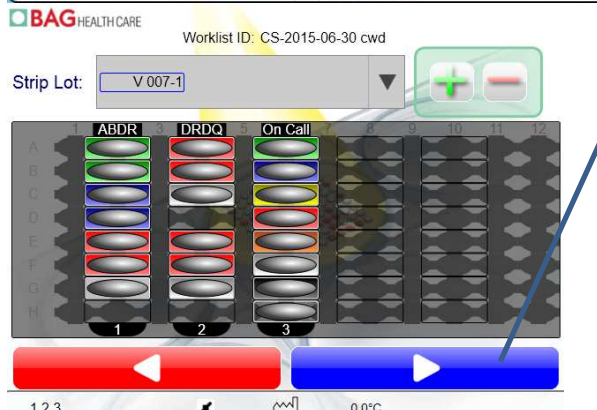 BAG HEALTH CARE
Worklist ID: CS-2015-06-30 cwd
Strip Lot: V 007-1
1 ABDR 3 DRDQ 5 On Call 7 8 9 10 11 12
A
B
C
D
E
F
G
H
1 2 3
1.2.3 0.0°C